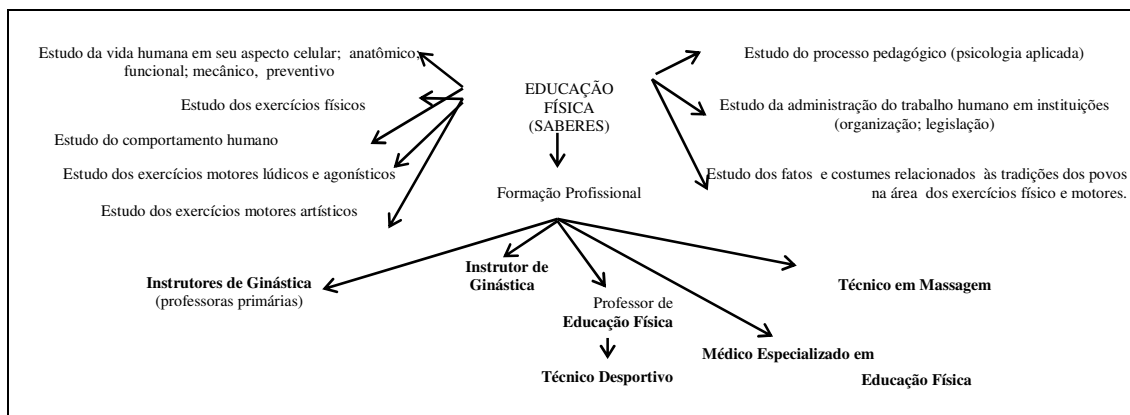 Estudo da vida humana em seu aspecto celular; anatômico;
funcional; mecânico, preventivo
Estudo dos exercícios físicos
Estudo do comportamento humano
Estudo dos exercícios motores lúdicos e agonísticos
Estudo dos exercícios motores artísticos
EDUCAÇÃO
FÍSICA
(SABERES)
Estudo do processo pedagógico (psicologia aplicada)
Estudo da administração do trabalho humano em instituições
(organização; legislação)
Estudo dos fatos e costumes relacionados às tradições dos povos
na área dos exercícios físico e motores.
Formação Profissional
Instrutores de Ginástica
(professoras primárias)
Instrutor de
Ginástica
Professor de
Educação Física
Técnico Desportivo
Médico Especializado em
Educação Física
Técnico em Massagem